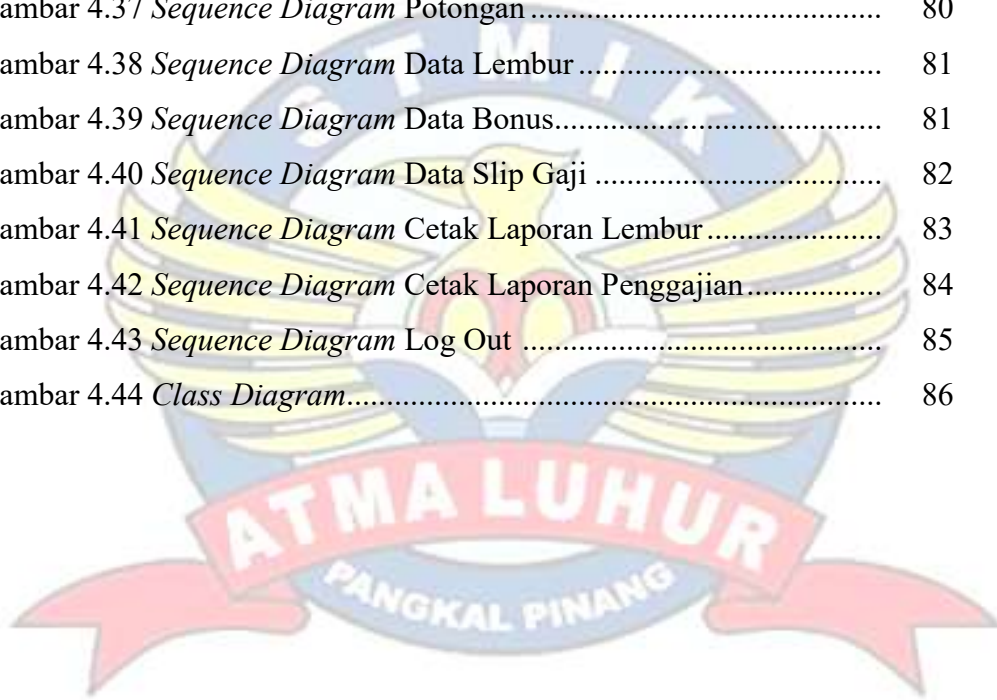 ambar 4.37 Sequence Diagram Potongan ........................................ 80
ambar 4.38 Sequence Diagram Data Lembur ................................... 81
ambar 4.39 Sequence Diagram Data Bonus...................................... 81
ambar 4.40 Sequence Diagram Data Slip Gaji ................................. 82
ambar 4.41 Sequence Diagram Cetak Laporan Lembur .................... 83
ambar 4.42 Sequence Diagram Cetak Laporan Penggajian ................ 84
ambar 4.43 Sequence Diagram Log Out ......................................... 85
ambar 4.44 Class Diagram............................................................... 86
STMIK
ATMA LUHUR
PANGKAL PINANG